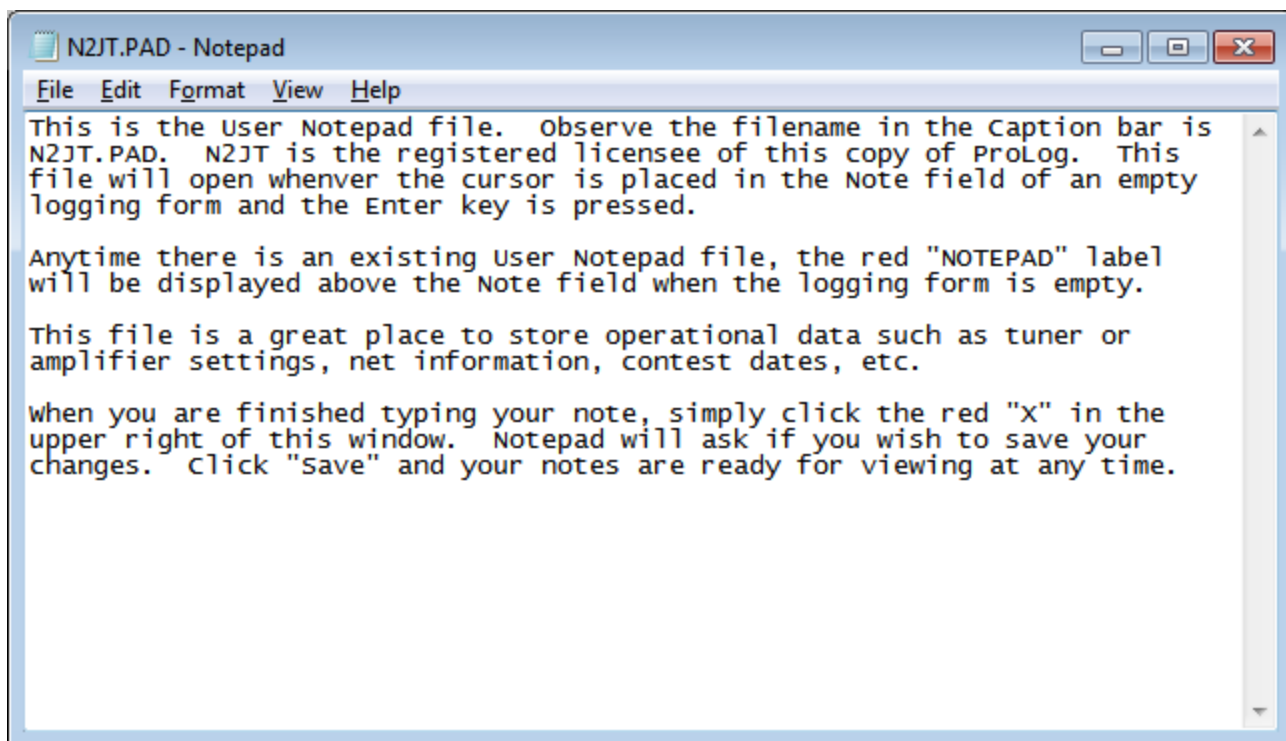 N2JT.PAD - Notepad
File Edit Format View Help
This is the User Notepad file.  Observe the filename in the Caption bar is
N2JT.PAD.  N2JT is the registered licensee of this copy of ProLog.  This
file will open whenver the cursor is placed in the Note field of an empty
logging form and the Enter key is pressed.

Anytime there is an existing User Notepad file, the red "NOTEPAD" label
will be displayed above the Note field when the logging form is empty.

This file is a great place to store operational data such as tuner or
amplifier settings, net information, contest dates, etc.

When you are finished typing your note, simply click the red "X" in the
upper right of this window.  Notepad will ask if you wish to save your
changes.  Click "Save" and your notes are ready for viewing at any time.